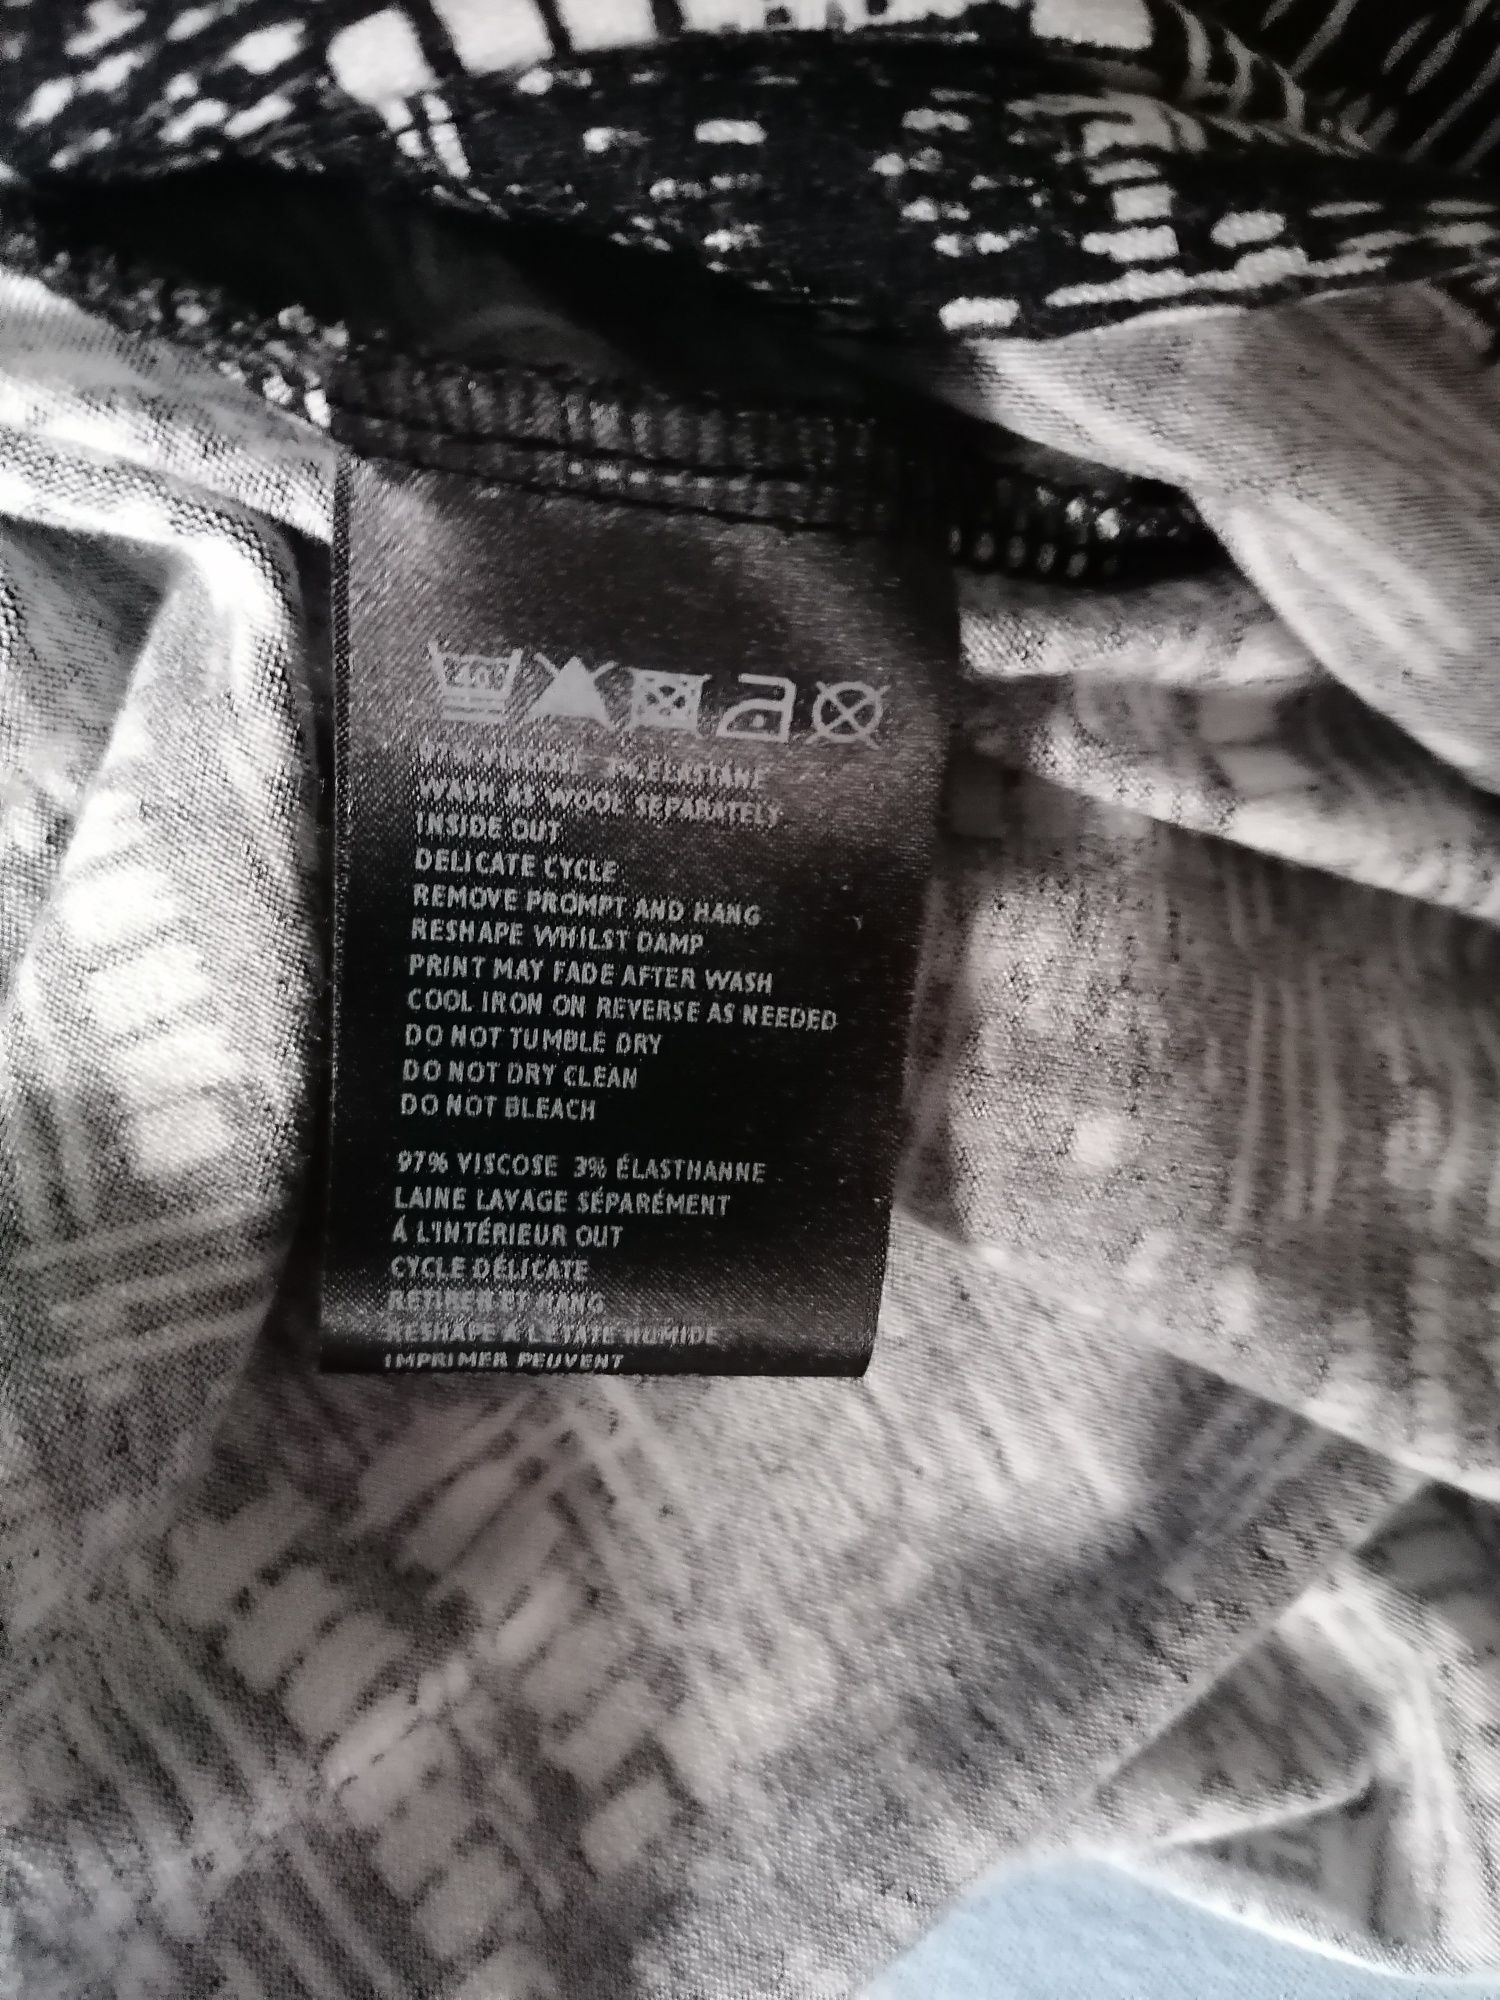 40
97% VISCOSE 3% ELASTANE
WASH AS WOOL SEPARATELY
INSIDE OUT
DELICATE CYCLE
REMOVE PROMPT AND HANG
RESHAPE WHILST DAMP
PRINT MAY FADE AFTER WASH
COOL IRON ON REVERSE AS NEEDED
DO NOT TUMBLE DRY
DO NOT DRY CLEAN
DO NOT BLEACH
97% VISCOSE 3% ÉLASTHANNE
LAINE LAVAGE SÉPARÉMENT
Á L'INTÉRIEUR OUT
CYCLE DÉLICATE
RETIRER ET HANG
RESHAPE À L'ÉTATE HUMIDE
IMPRIMER PEUVENT